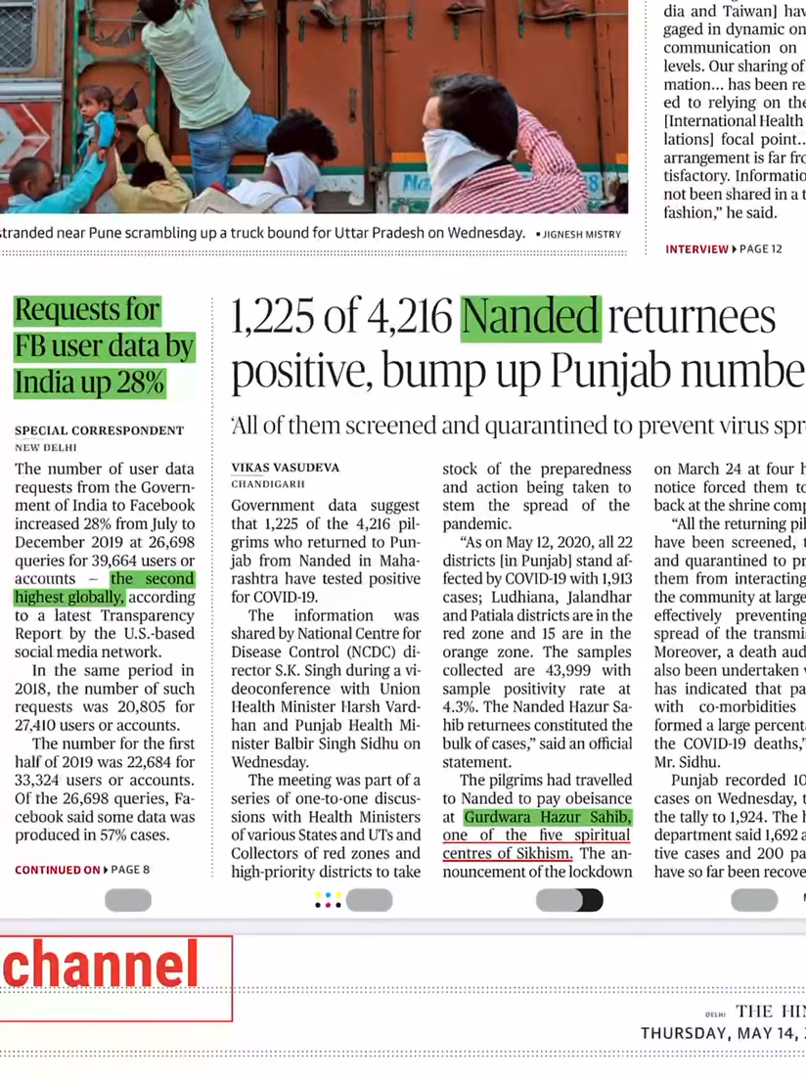 dia and Taiwan] hav
gaged in dynamic on
communication on
levels. Our sharing of
mation... has been re
ed to relying on the
[International Health
lations] focal point..
arrangement is far fro
tisfactory. Informatio
not been shared in a t
fashion,” he said.
INTERVIEW PAGE 12
stranded near Pune scrambling up a truck bound for Uttar Pradesh on Wednesday. ▪ JIGNESH MISTRY
Requests for
FB user data by
India up 28%
SPECIAL CORRESPONDENT
NEW DELHI
The number of user data
requests from the Govern-
ment of India to Facebook
increased 28% from July to
December 2019 at 26,698
queries for 39,664 users or
accounts – the second
highest globally, according
to a latest Transparency
Report by the U.S.-based
social media network.
In the same period in
2018, the number of such
requests was 20,805 for
27,410 users or accounts.
The number for the first
half of 2019 was 22,684 for
33,324 users or accounts.
Of the 26,698 queries, Fa-
cebook said some data was
produced in 57% cases.
CONTINUED ON PAGE 8
1,225 of 4,216 Nanded returnees
positive, bump up Punjab numbe
‘All of them screened and quarantined to prevent virus spr
VIKAS VASUDEVA
CHANDIGARH
Government data suggest
that 1,225 of the 4,216 pil-
grims who returned to Pun-
jab from Nanded in Maha-
rashtra have tested positive
for COVID-19.
The information was
shared by National Centre for
Disease Control (NCDC) di-
rector S.K. Singh during a vi-
deoconference with Union
Health Minister Harsh Vard-
han and Punjab Health Mi-
nister Balbir Singh Sidhu on
Wednesday.
The meeting was part of a
series of one-to-one discus-
sions with Health Ministers
of various States and UTs and
Collectors of red zones and
high-priority districts to take
stock of the preparedness
and action being taken to
stem the spread of the
pandemic.
“As on May 12, 2020, all 22
districts [in Punjab] stand af-
fected by COVID-19 with 1,913
cases; Ludhiana, Jalandhar
and Patiala districts are in the
red zone and 15 are in the
orange zone. The samples
collected are 43,999 with
sample positivity rate at
4.3%. The Nanded Hazur Sa-
hib returnees constituted the
bulk of cases,” said an official
statement.
The pilgrims had travelled
to Nanded to pay obeisance
at Gurdwara Hazur Sahib,
one of the five spiritual
centres of Sikhism. The an-
nouncement of the lockdown
on March 24 at four h
notice forced them to
back at the shrine comp
“All the returning pil
have been screened, t
and quarantined to pr
them from interacting
the community at large
effectively preventing
spread of the transmi
Moreover, a death aud
also been undertaken w
has indicated that pa
with co-morbidities
formed a large percent
the COVID-19 deaths,”
Mr. Sidhu.
Punjab recorded 10
cases on Wednesday, t
the tally to 1,924. The h
department said 1,692 a
tive cases and 200 pa
have so far been recove
channel
DELHI THE HIN
THURSDAY, MAY 14, 2